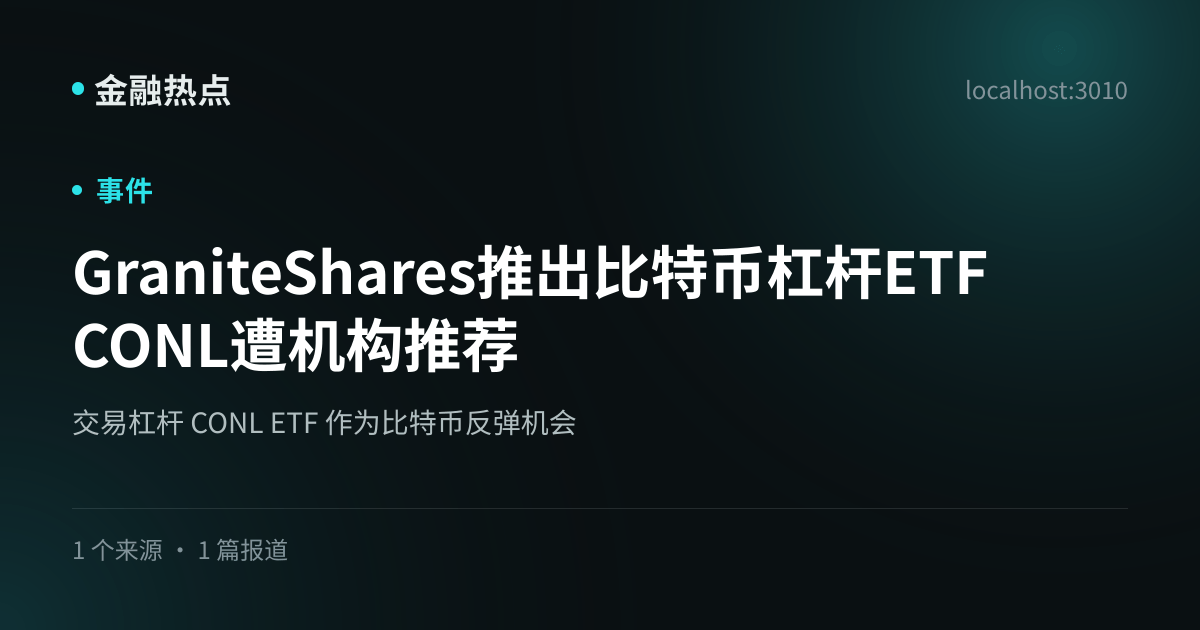 金融热点
localhost:3010
事件
GraniteShares推出比特币杠杆ETF
CONL遭机构推荐
交易杠杆 CONL ETF 作为比特币反弹机会
1 个来源 · 1 篇报道